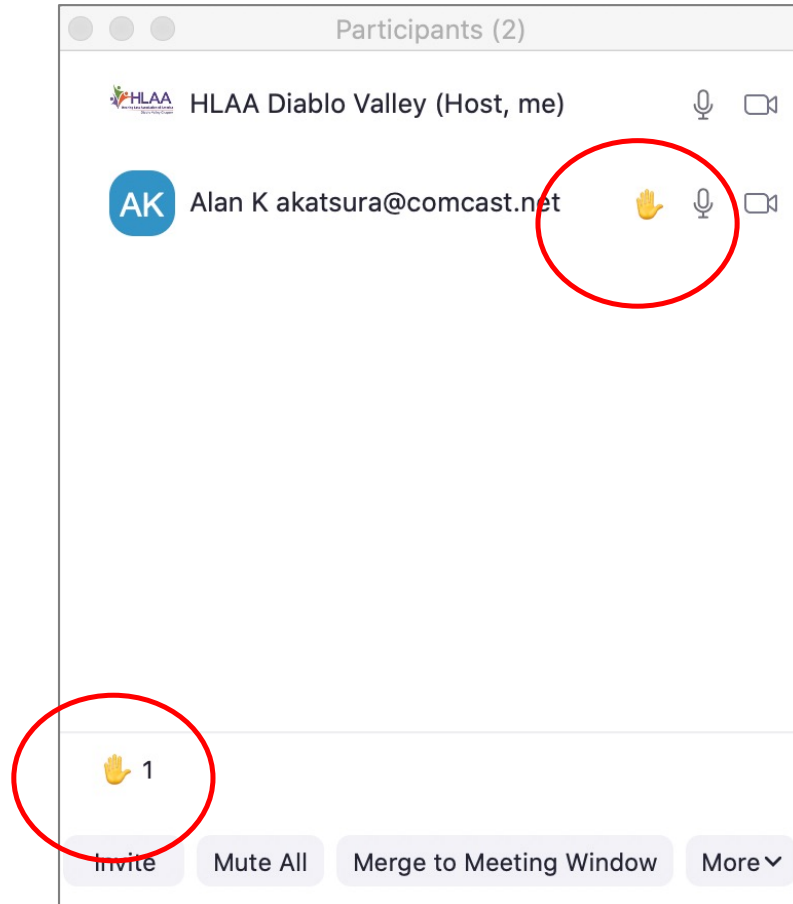 Participants (2)
HLAA HLAA Diablo Valley (Host, me)
AK Alan K akatsura@comcast.net
1
Invite Mute All Merge to Meeting Window More